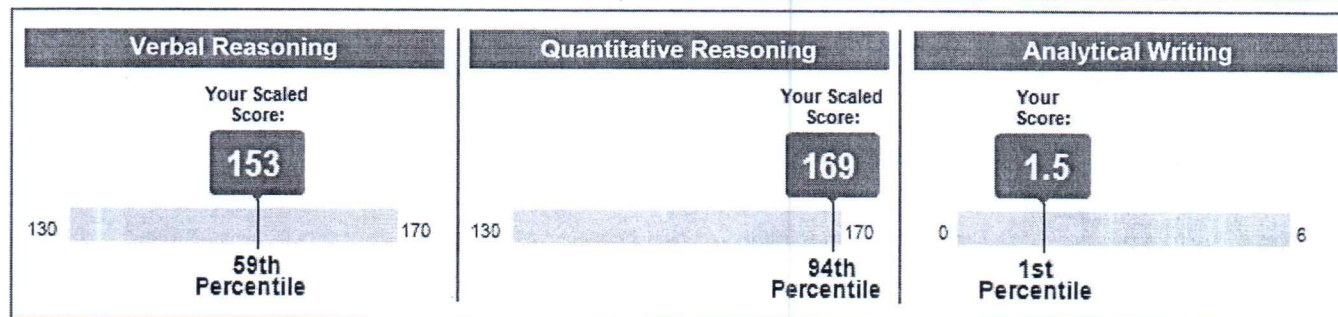 Verbal Reasoning
Your Scaled
Score:
153
130
170
59th
Percentile
Quantitative Reasoning
Your Scaled
Score:
169
130
170
94th
Percentile
Analytical Writing
Your
Score:
1.5
0
6
1st
Percentile